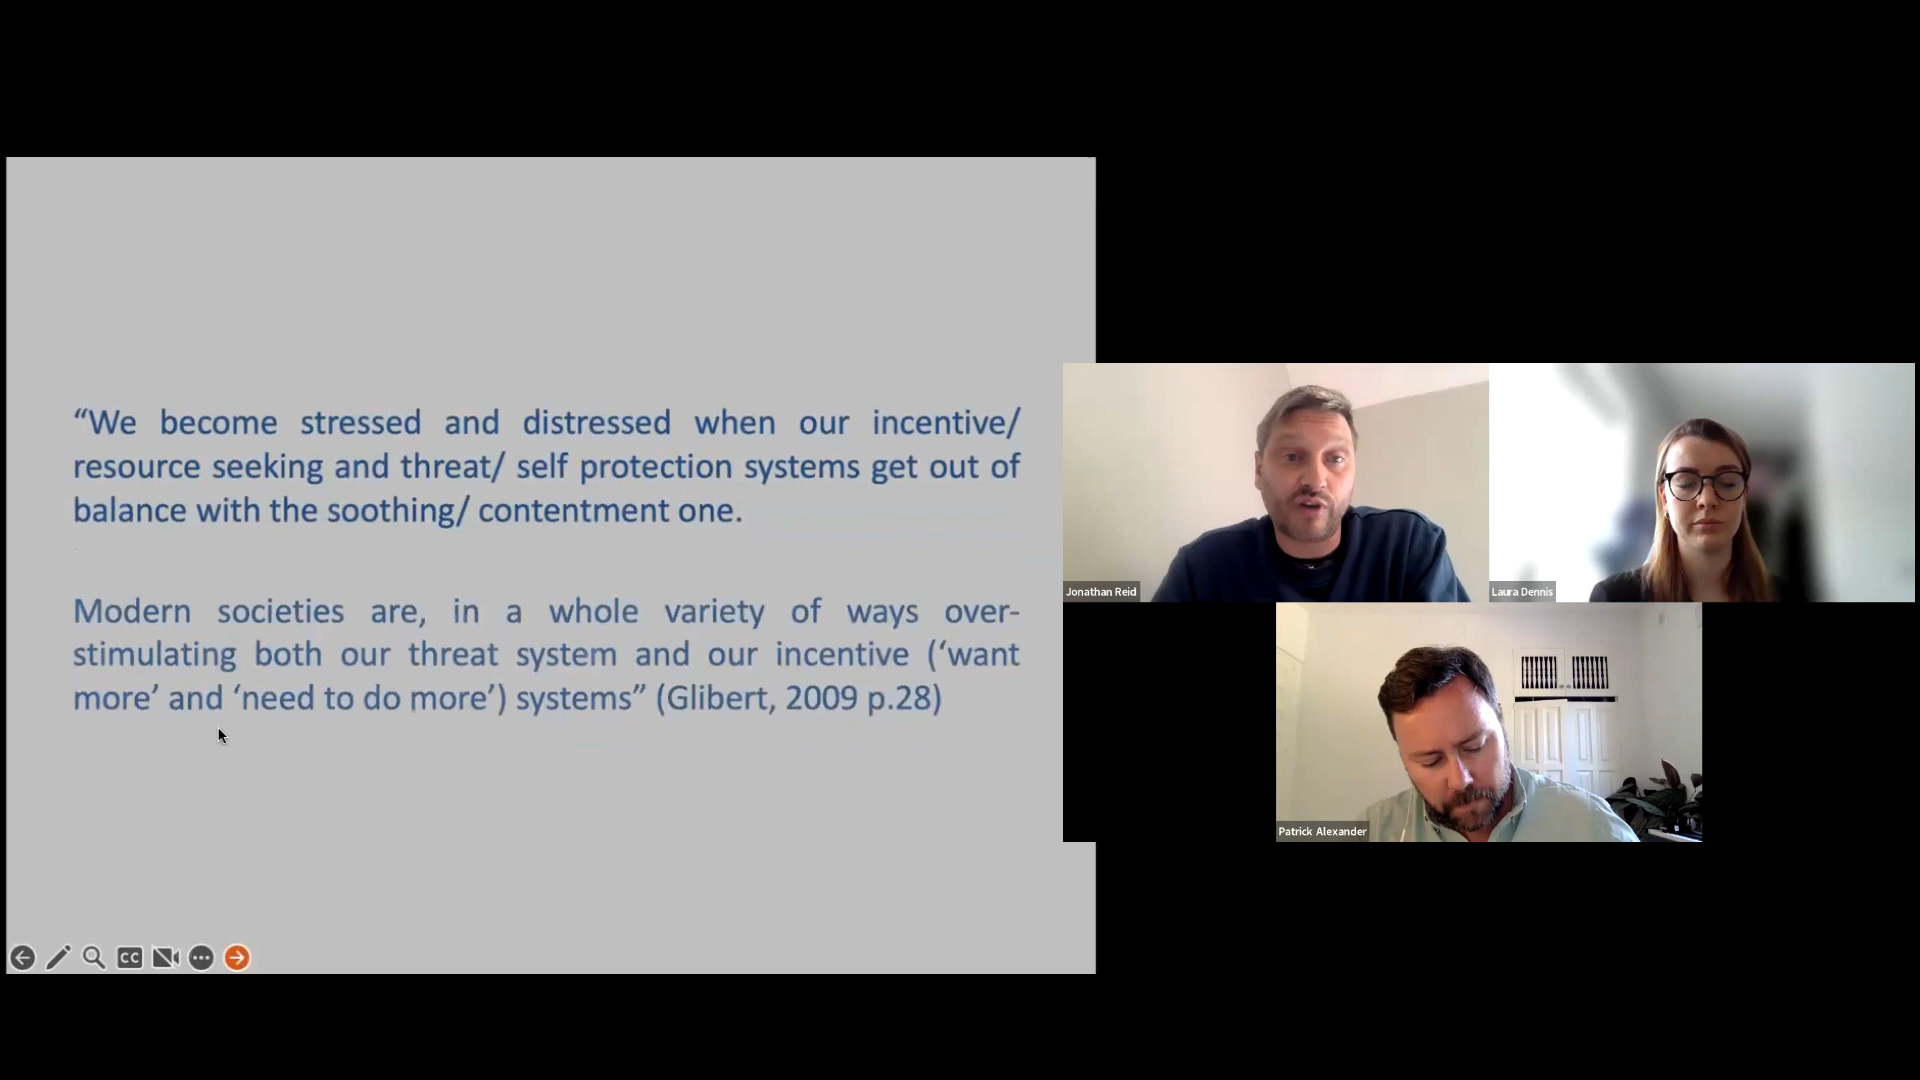 “We become stressed and distressed when our incentive/
resource seeking and threat/ self protection systems get out of
balance with the soothing/ contentment one.
Modern societies are, in a whole variety of ways over-
stimulating both our threat system and our incentive (‘want
more’ and ‘need to do more’) systems” (Glibert, 2009 p.28)
CC
Jonathan Reid
Laura Dennis
Patrick Alexander